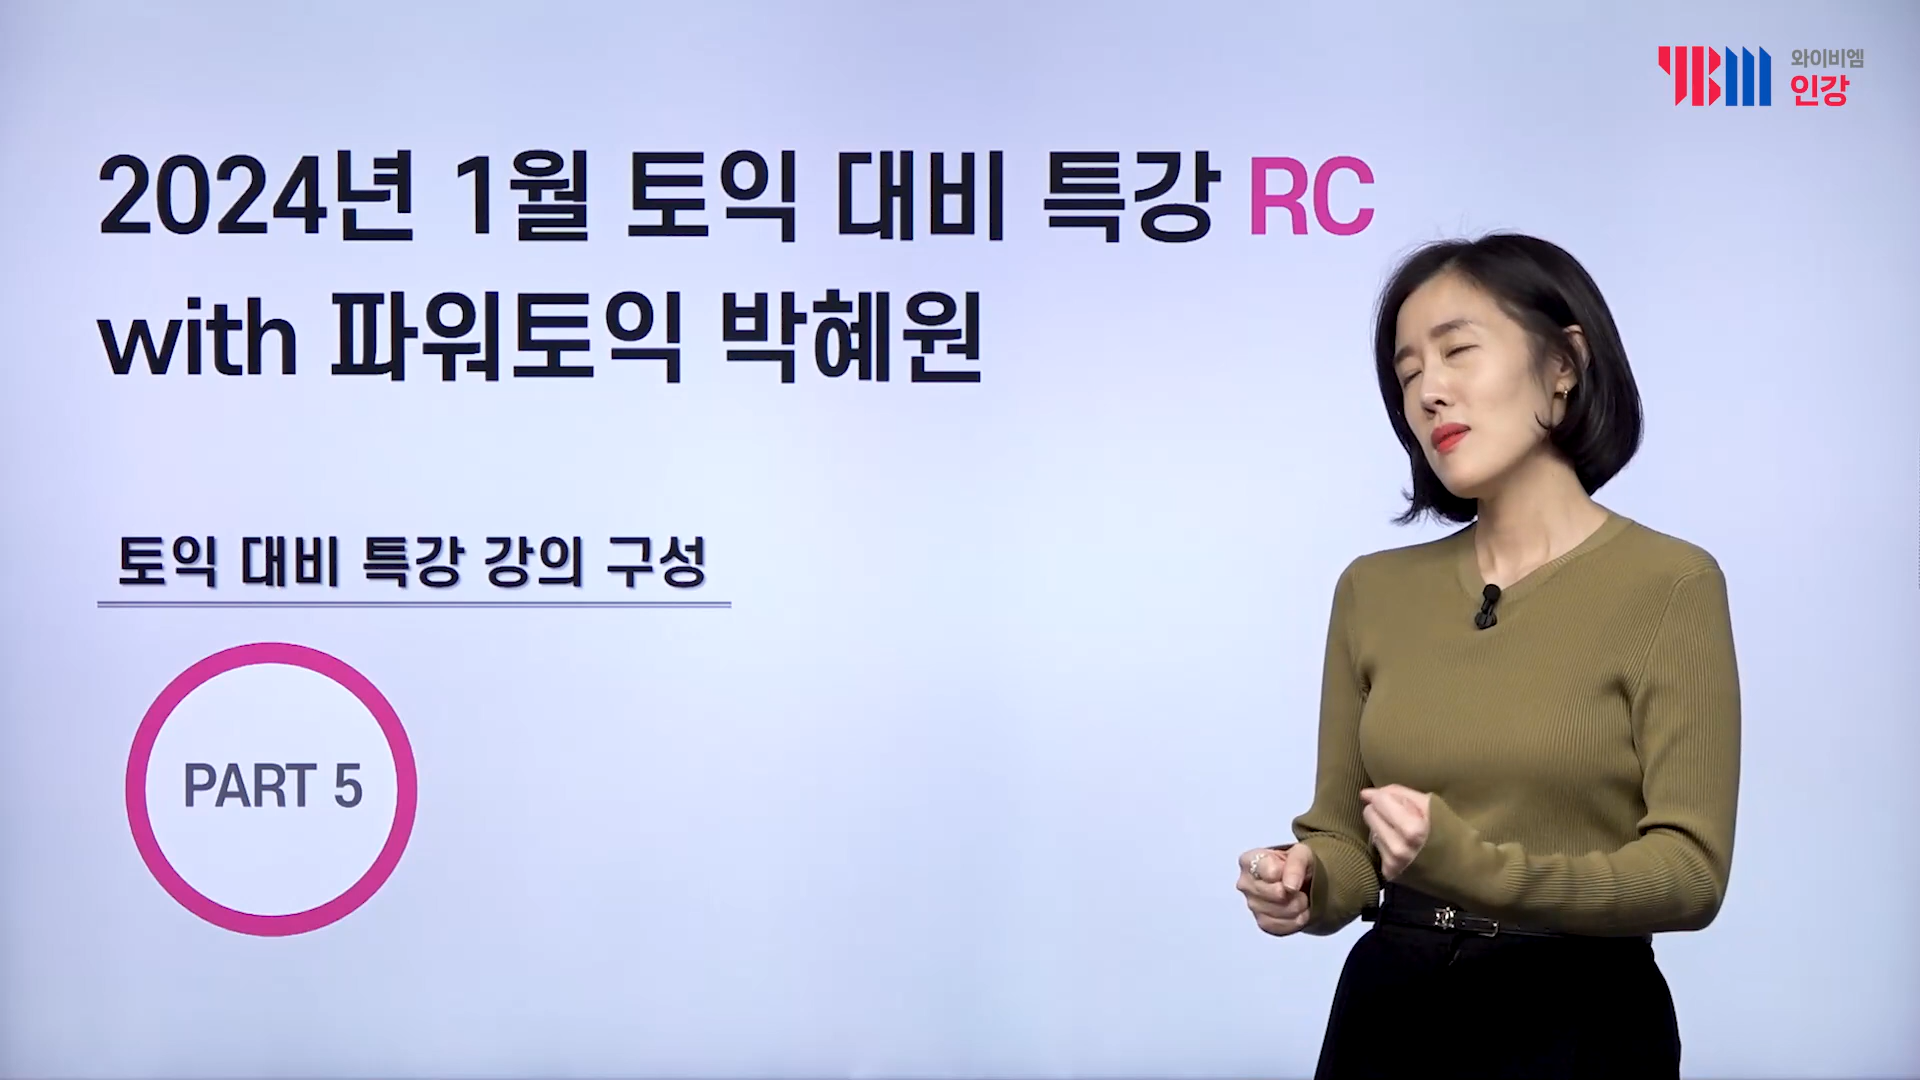 YBM 와이비엠
인강
2024년 1월 토익 대비 특강 RC
with 파워토익 박혜원
토익 대비 특강 강의 구성
PART 5